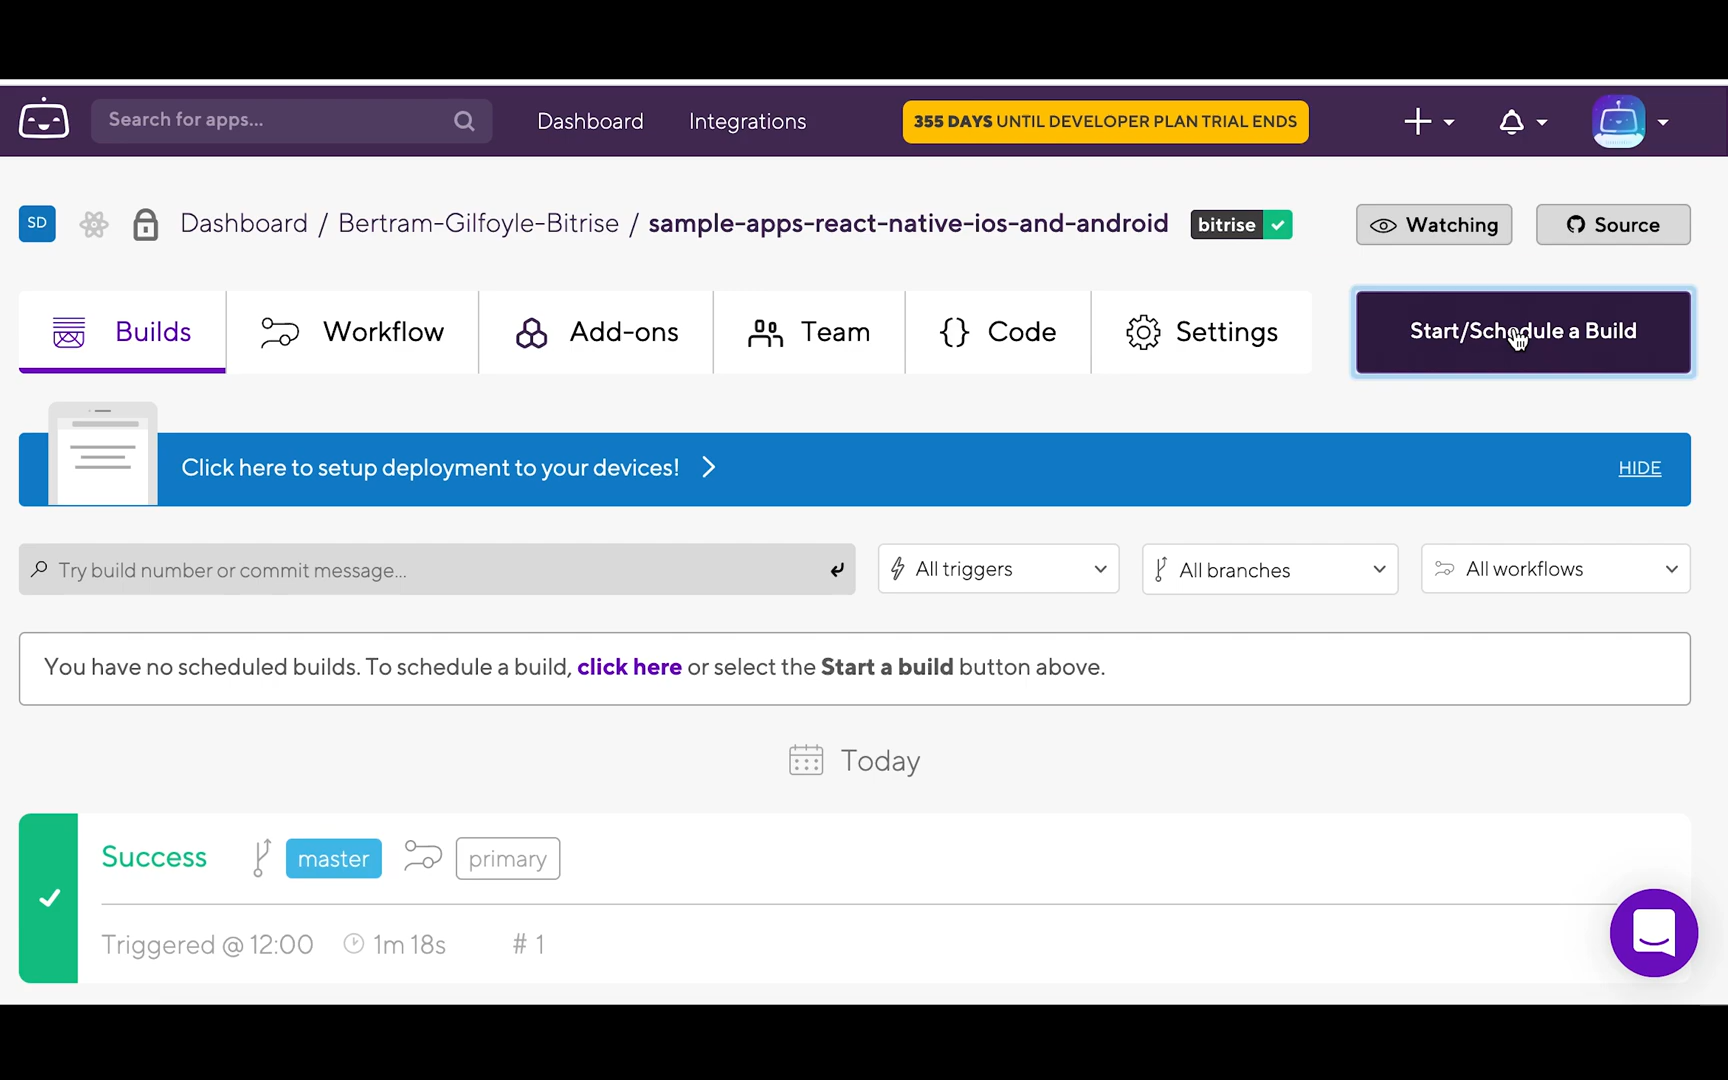 Search for apps...
Dashboard
Integrations
355 DAYS UNTIL DEVELOPER PLAN TRIAL ENDS
SD
Dashboard / Bertram-Gilfoyle-Bitrise / sample-apps-react-native-ios-and-android
bitrise
Watching
Source
Builds
Workflow
Add-ons
Team
Code
Settings
Start/Schedule a Build
Click here to setup deployment to your devices!
HIDE
Try build number or commit message...
All triggers
All branches
All workflows
You have no scheduled builds. To schedule a build, click here or select the Start a build button above.
Today
Success
master
primary
Triggered @ 12:00
1m 18s
# 1